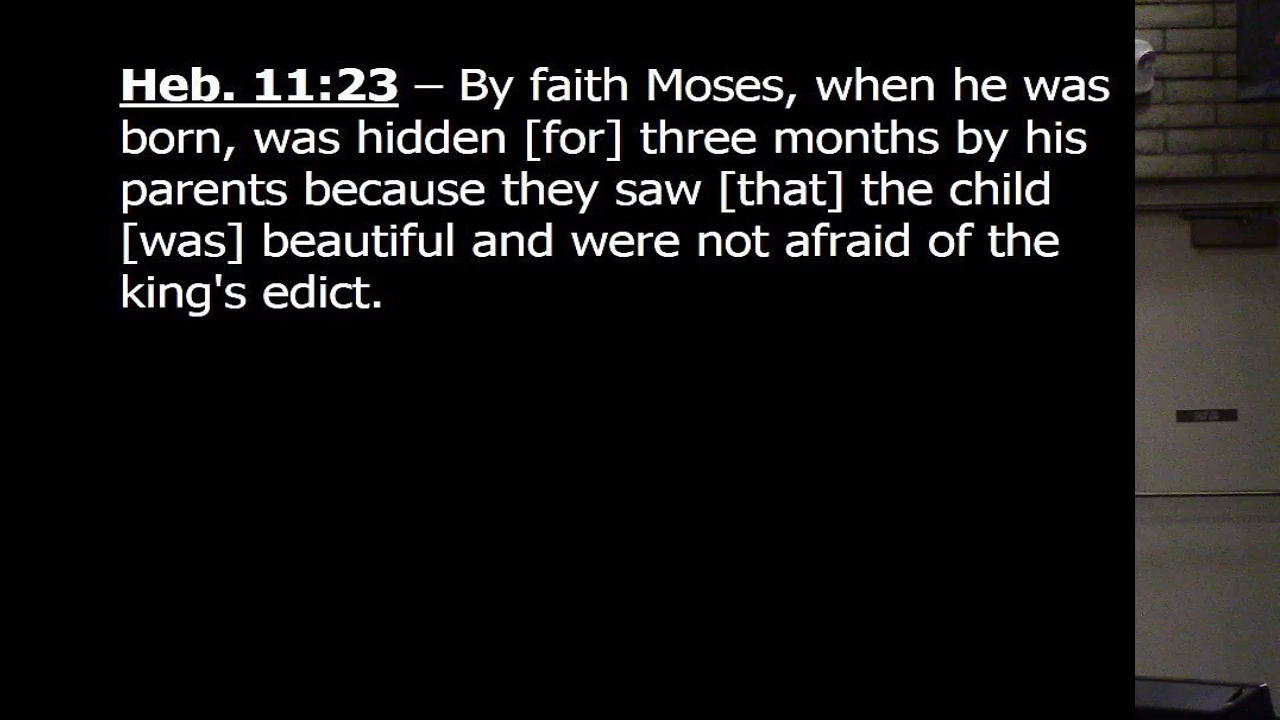 Heb. 11:23 – By faith Moses, when he was
born, was hidden [for] three months by his
parents because they saw [that] the child
[was] beautiful and were not afraid of the
king's edict.